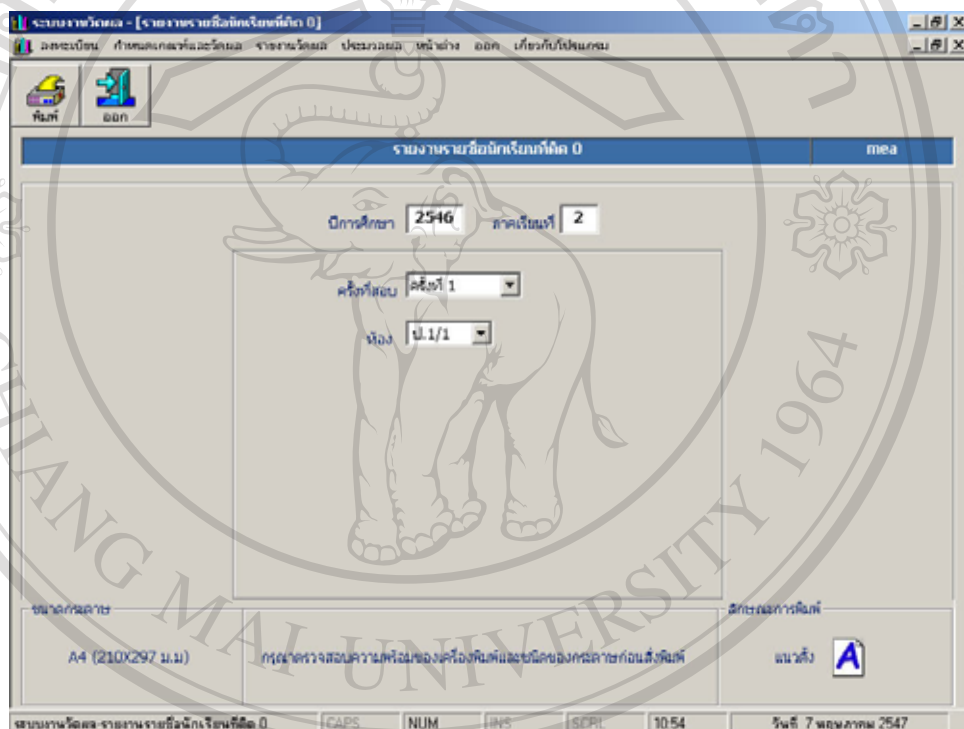 ระบบงานวัดผล - [รายงานรายชื่อนักเรียนที่ติด 0]
ลงทะเบียน กำหนดเกณฑ์และวัดผล รายงานวัดผล ประมวลผล หน้าต่าง ออก เกี่ยวกับโปรแกรม
พิมพ์ ออก
รายงานรายชื่อนักเรียนที่ติด 0 mea
ปีการศึกษา 2546 ภาคเรียนที่ 2
ครั้งที่สอบ ครั้งที่ 1
ห้อง ป.1/1
ขนาดกระดาษ ลักษณะการพิมพ์
A4 (210X297 ม.ม) กรุณาตรวจสอบความพร้อมของเครื่องพิมพ์และชนิดของกระดาษก่อนสั่งพิมพ์ แนวตั้ง A
ระบบงานวัดผล-รายงานรายชื่อนักเรียนที่ติด 0 CAPS NUM INS SCRL 10:54 วันที่ 7 พฤษภาคม 2547
CHIANG MAI UNIVERSITY 1964